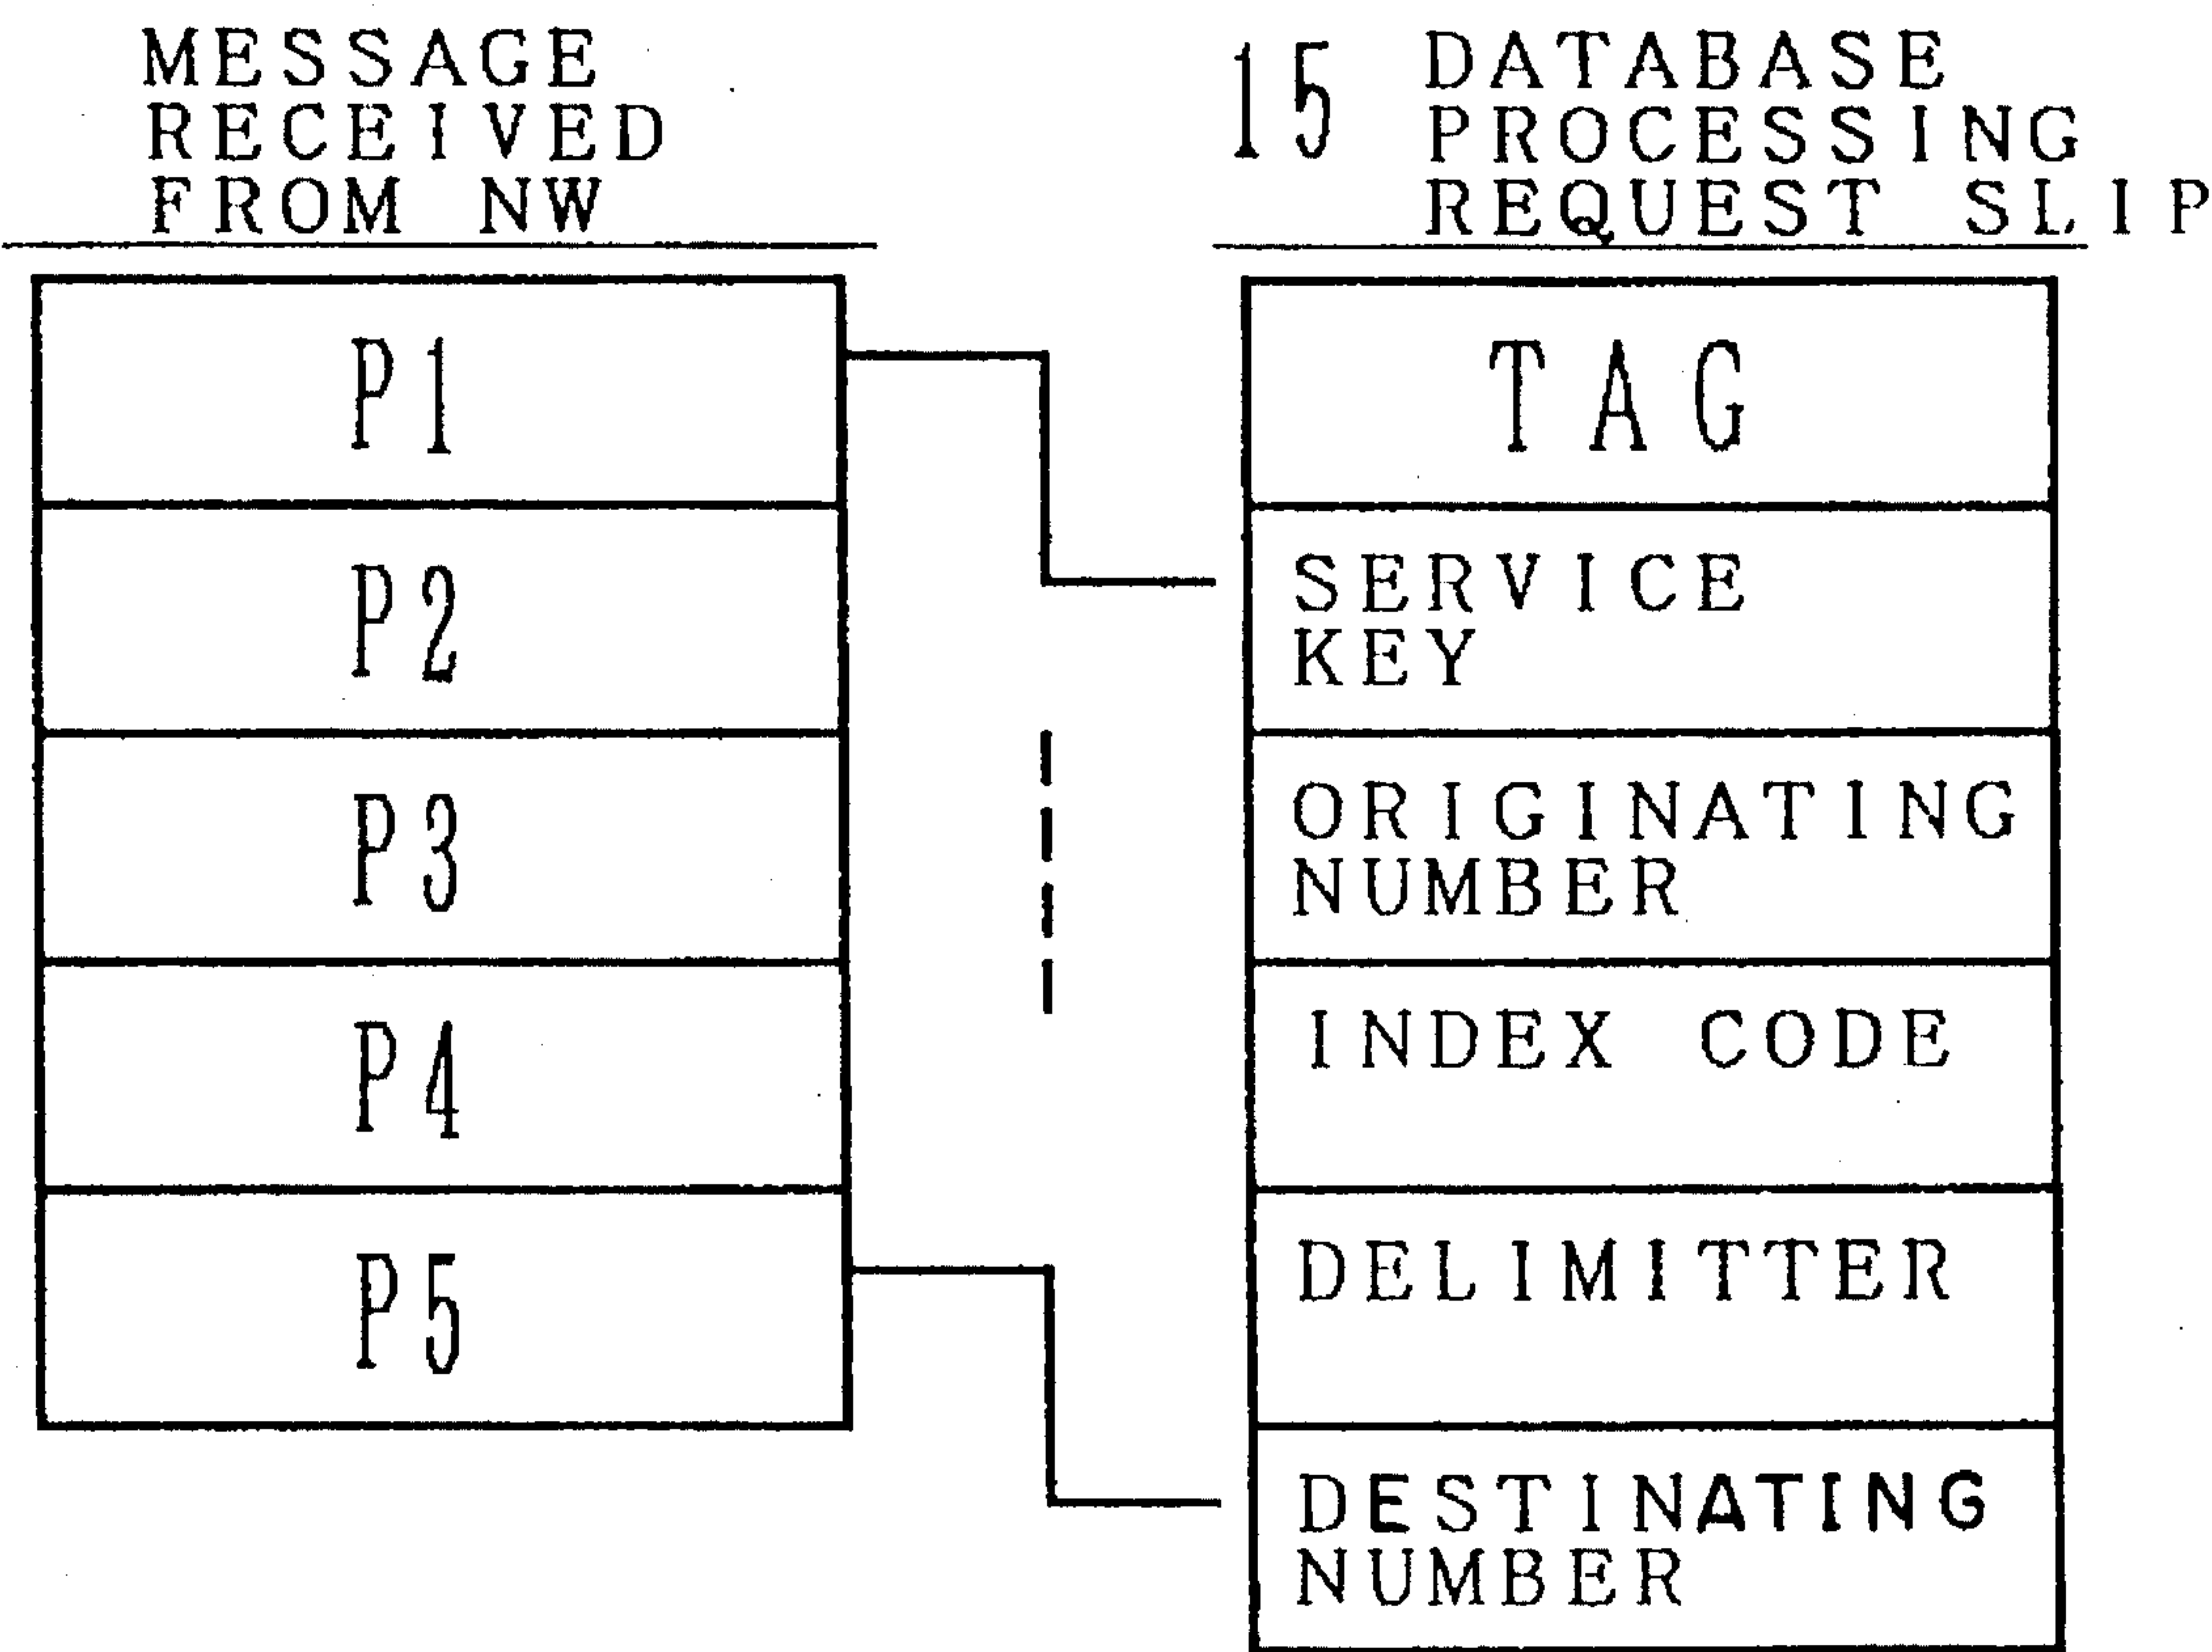 MESSAGE
RECEIVED
FROM NW
15
DATABASE
PROCESSING
REQUEST SLIP
P1
P2
P3
P4
P5
TAG
SERVICE
KEY
ORIGINATING
NUMBER
INDEX CODE
DELIMITTER
DESTINATING
NUMBER